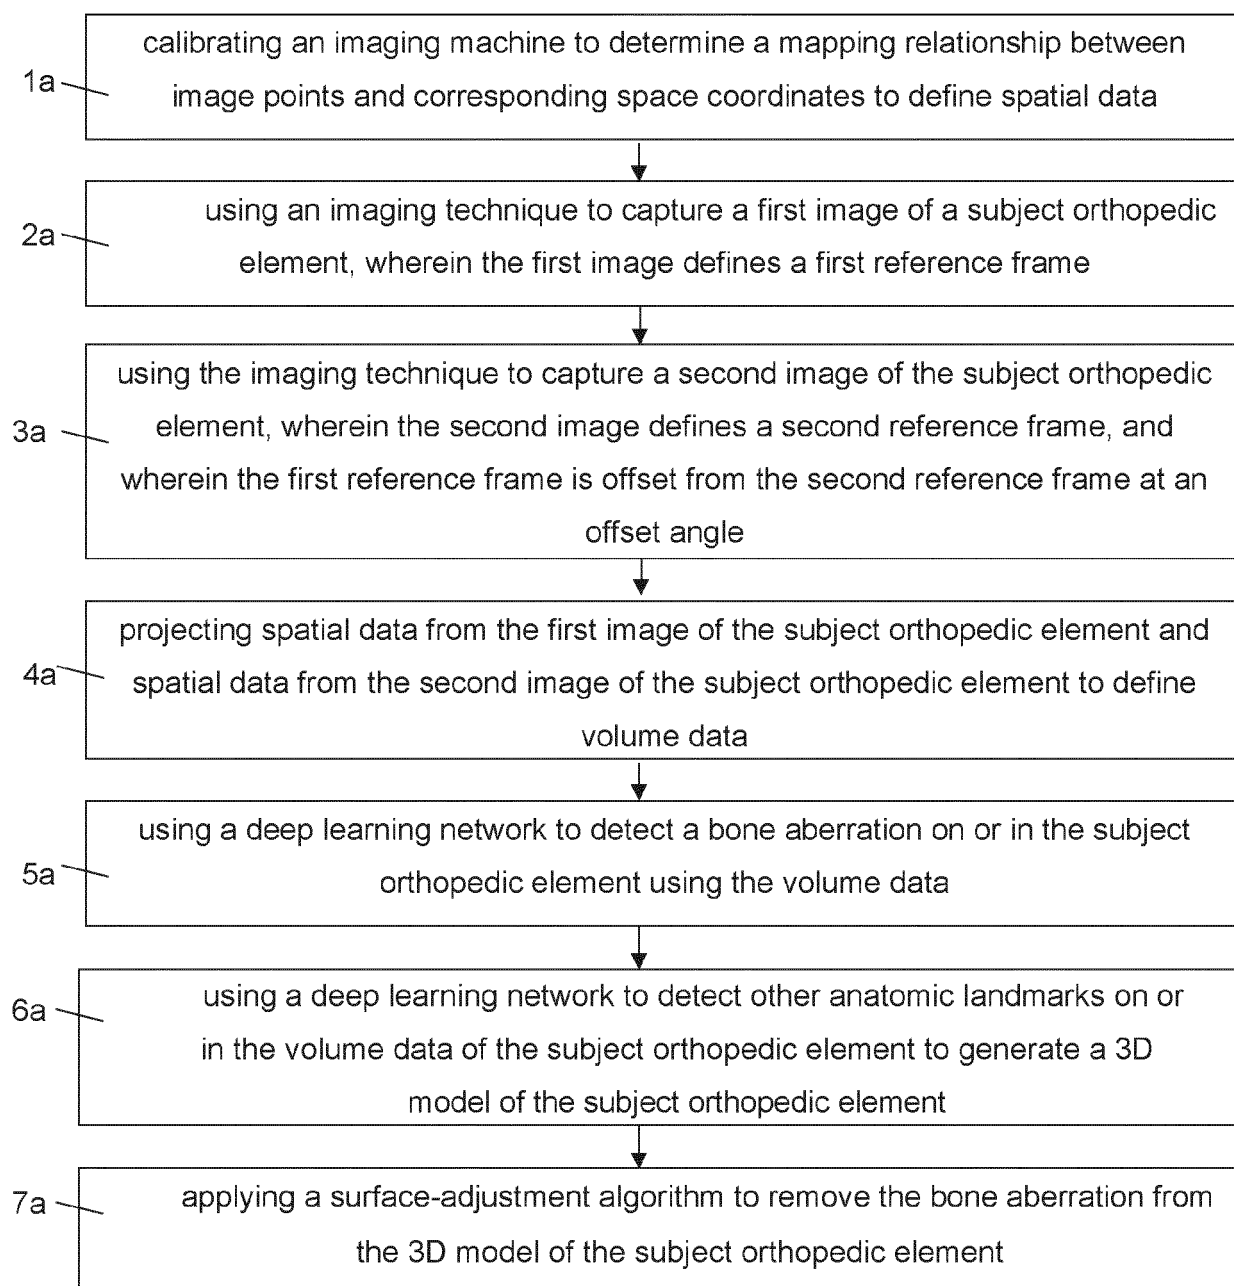 calibrating an imaging machine to determine a mapping relationship between
1a
image points and corresponding space coordinates to define spatial data
using an imaging technique to capture a first image of a subject orthopedic
2a
element, wherein the first image defines a first reference frame
using the imaging technique to capture a second image of the subject orthopedic
3a
element, wherein the second image defines a second reference frame, and
wherein the first reference frame is offset from the second reference frame at an
offset angle
projecting spatial data from the first image of the subject orthopedic element and
4a
spatial data from the second image of the subject orthopedic element to define
volume data
using a deep learning network to detect a bone aberration on or in the subject
5a
orthopedic element using the volume data
using a deep learning network to detect other anatomic landmarks on or
6a
in the volume data of the subject orthopedic element to generate a 3D
model of the subject orthopedic element
7a
applying a surface-adjustment algorithm to remove the bone aberration from
the 3D model of the subject orthopedic element